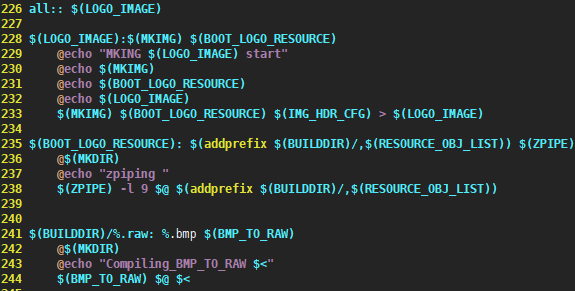 226 all:: $(LOGO_IMAGE)
227
228 $(LOGO_IMAGE):$(MKIMG) $(BOOT_LOGO_RESOURCE)
229     @echo "MKING $(LOGO_IMAGE) start"
230     @echo $(MKIMG)
231     @echo $(BOOT_LOGO_RESOURCE)
232     @echo $(LOGO_IMAGE)
233     $(MKIMG) $(BOOT_LOGO_RESOURCE) $(IMG_HDR_CFG) > $(LOGO_IMAGE)
234
235 $(BOOT_LOGO_RESOURCE): $(addprefix $(BUILDDIR)/,$(RESOURCE_OBJ_LIST)) $(ZPIPE)
236     @$(MKDIR)
237     @echo "zpiping "
238     $(ZPIPE) -l 9 $@ $(addprefix $(BUILDDIR)/,$(RESOURCE_OBJ_LIST))
239
240
241 $(BUILDDIR)/%.raw: %.bmp $(BMP_TO_RAW)
242     @$(MKDIR)
243     @echo "Compiling_BMP_TO_RAW $<"
244     $(BMP_TO_RAW) $@ $<